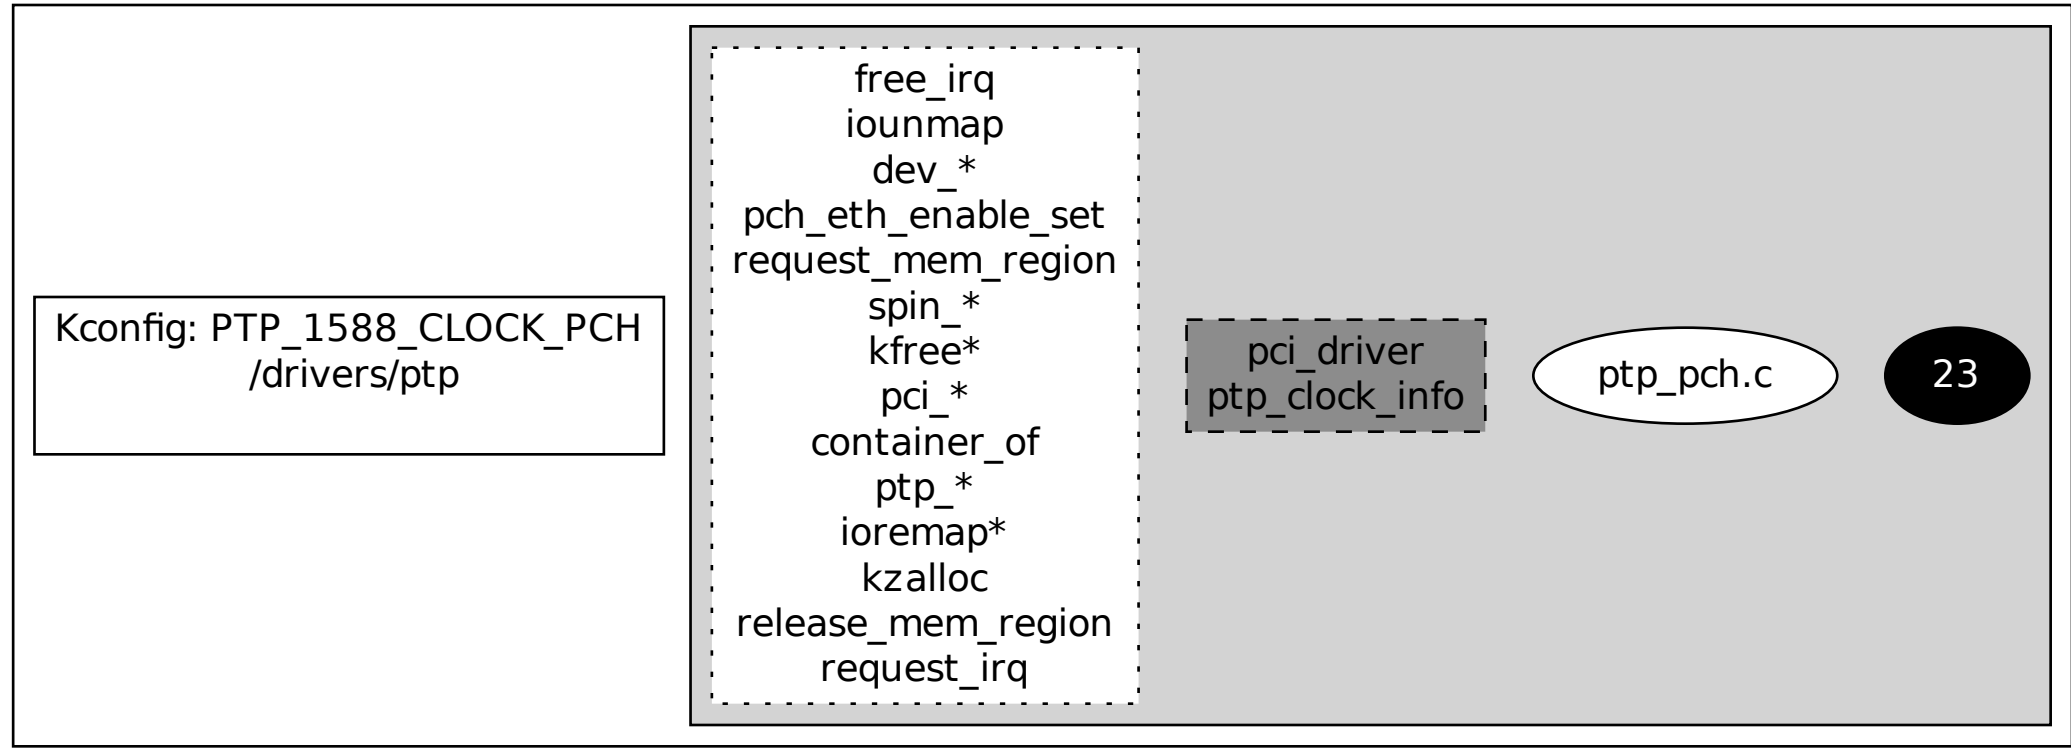 Kconfig: PTP_1588_CLOCK_PCH
/drivers/ptp
free_irq
iounmap
dev_*
pch_eth_enable_set
request_mem_region
spin_*
kfree*
pci_*
container_of
ptp_*
ioremap*
kzalloc
release_mem_region
request_irq
pci_driver
ptp_clock_info
ptp_pch.c
23